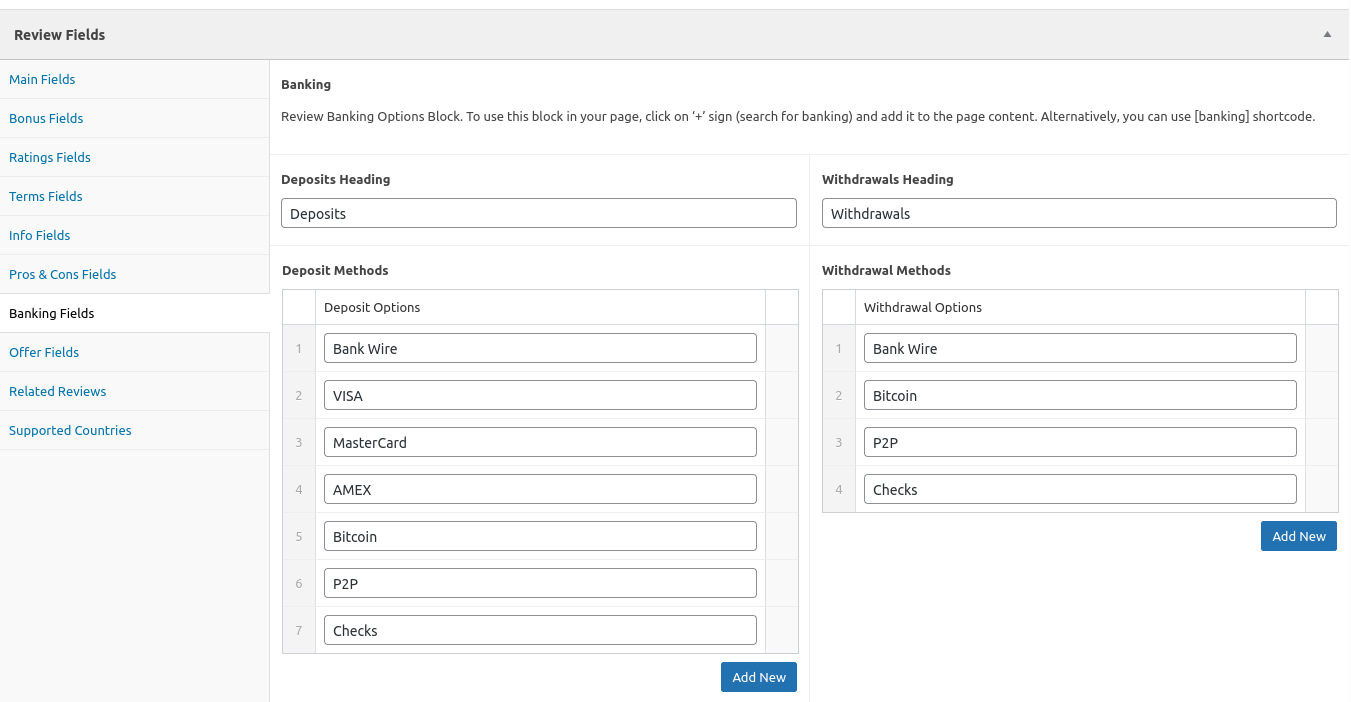 Review Fields
Main Fields
Bonus Fields
Ratings Fields
Terms Fields
Info Fields
Pros & Cons Fields
Banking Fields
Offer Fields
Related Reviews
Supported Countries
Banking
Review Banking Options Block. To use this block in your page, click on ‘+’ sign (search for banking) and add it to the page content. Alternatively, you can use [banking] shortcode.
Deposits Heading
Deposits
Withdrawals Heading
Withdrawals
Deposit Methods
Deposit Options
1 Bank Wire
2 VISA
3 MasterCard
4 AMEX
5 Bitcoin
6 P2P
7 Checks
Add New
Withdrawal Methods
Withdrawal Options
1 Bank Wire
2 Bitcoin
3 P2P
4 Checks
Add New